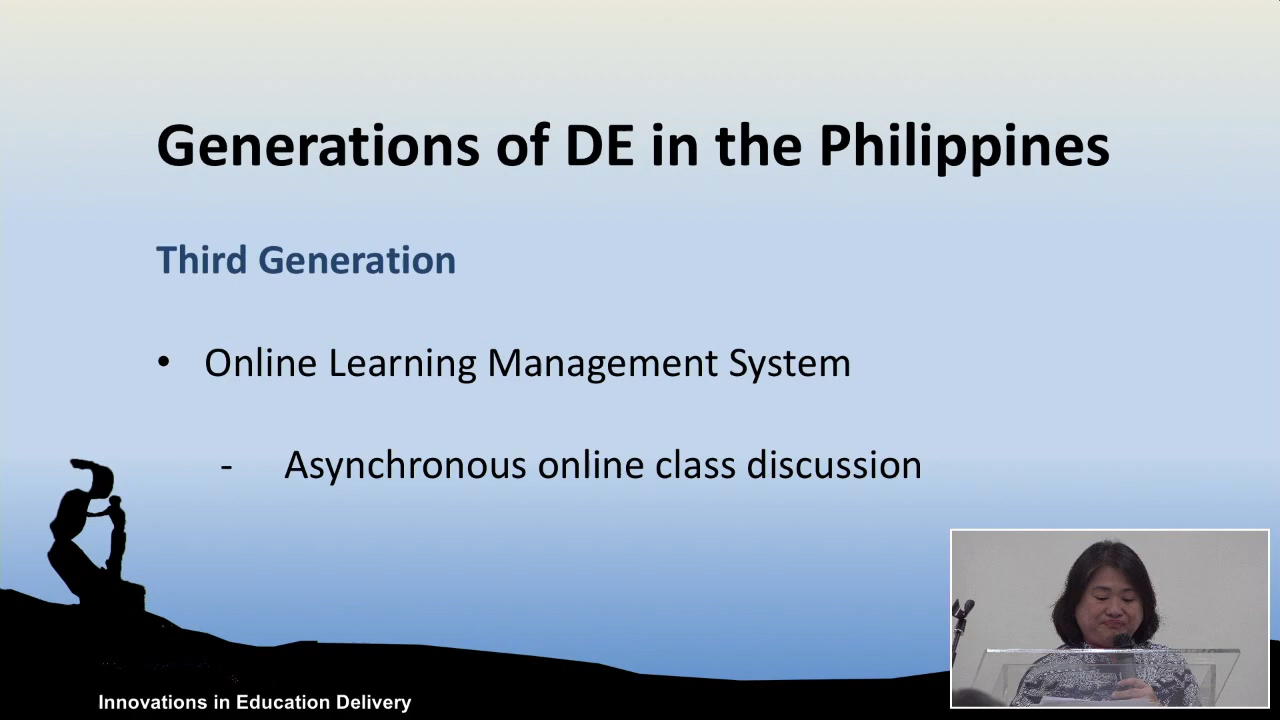 Generations of DE in the Philippines
Third Generation
• Online Learning Management System
- Asynchronous online class discussion
Innovations in Education Delivery